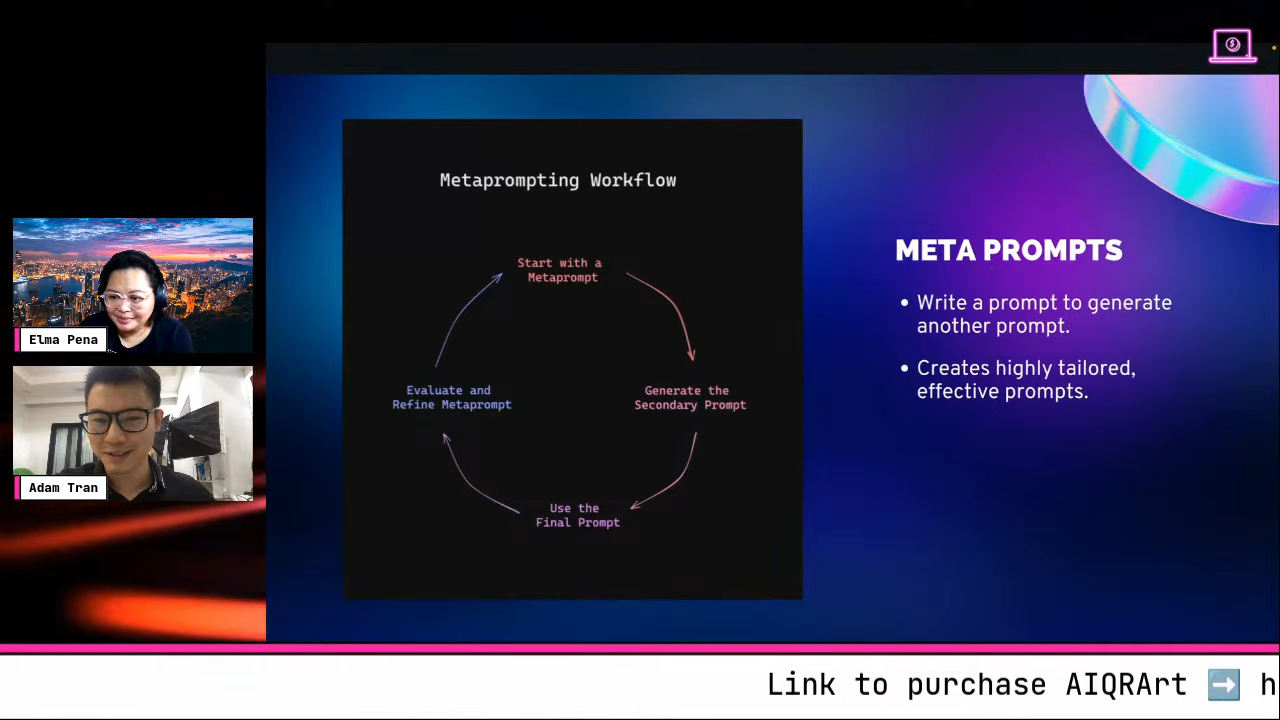 Metaprompting Workflow
Start with a
Metaprompt
Evaluate and
Refine Metaprompt
Generate the
Secondary Prompt
Use the
Final Prompt
META PROMPTS
• Write a prompt to generate
another prompt.
• Creates highly tailored,
effective prompts.
Elma Pena
Adam Tran
Link to purchase AIQRArt ➡️ h